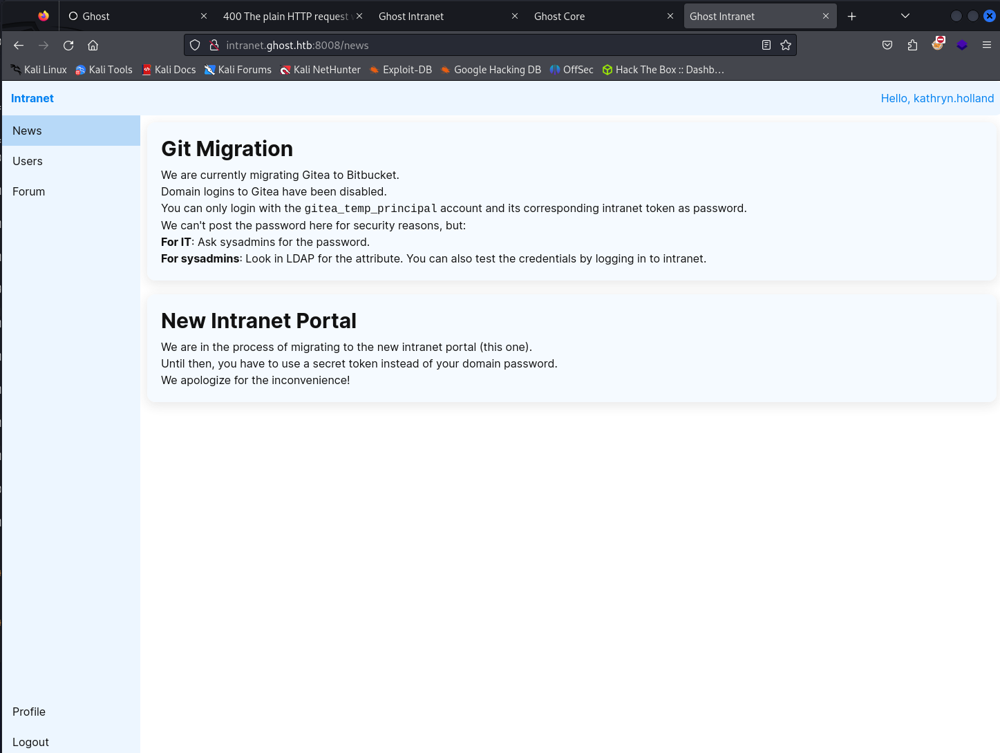 Ghost
400 The plain HTTP request
Ghost Intranet
Ghost Core
Ghost Intranet
intranet.ghost.htb:8008/news
Kali Linux
Kali Tools
Kali Docs
Kali Forums
Kali NetHunter
Exploit-DB
Google Hacking DB
OffSec
Hack The Box :: Dashb…
Intranet
Hello, kathryn.holland
News
Users
Forum
Git Migration
We are currently migrating Gitea to Bitbucket.
Domain logins to Gitea have been disabled.
You can only login with the gitea_temp_principal account and its corresponding intranet token as password.
We can't post the password here for security reasons, but:
For IT: Ask sysadmins for the password.
For sysadmins: Look in LDAP for the attribute. You can also test the credentials by logging in to intranet.
New Intranet Portal
We are in the process of migrating to the new intranet portal (this one).
Until then, you have to use a secret token instead of your domain password.
We apologize for the inconvenience!
Profile
Logout